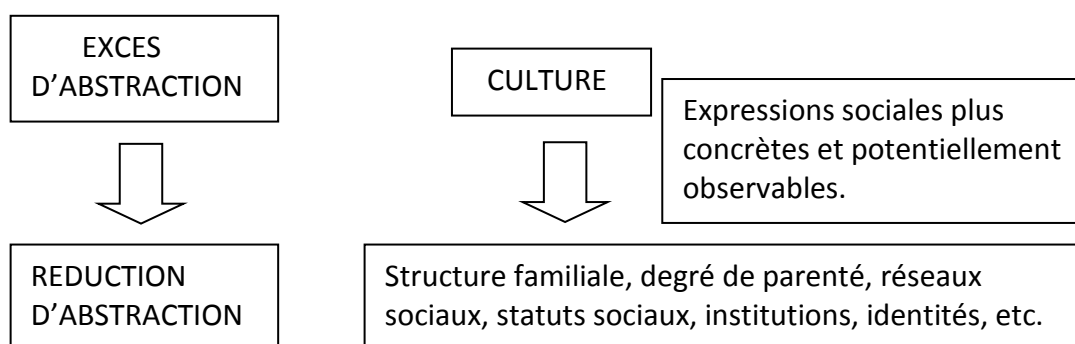 EXCES
D’ABSTRACTION
CULTURE
Expressions sociales plus
concrètes et potentiellement
observables.
REDUCTION
D’ABSTRACTION
Structure familiale, degré de parenté, réseaux
sociaux, statuts sociaux, institutions, identités, etc.